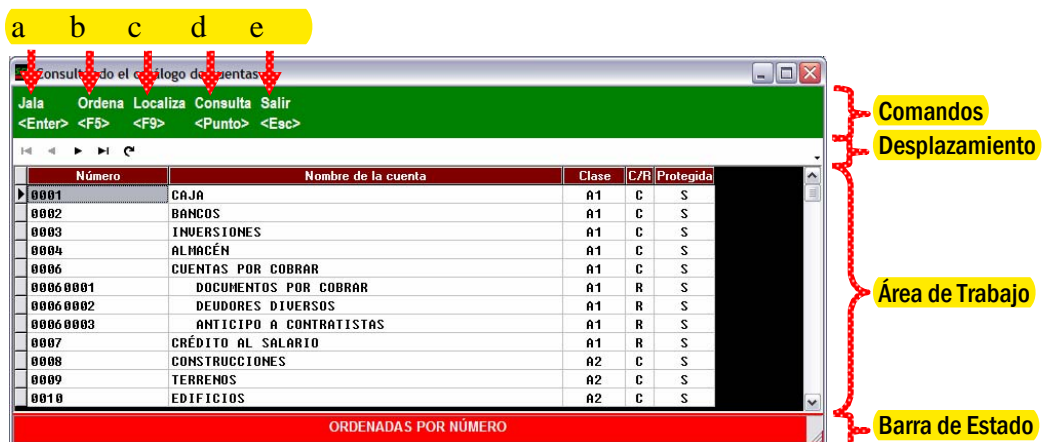 a b c d e
Consultando el catálogo de cuentas
Jala Ordena Localiza Consulta Salir
<Enter> <F5> <F9> <Punto> <Esc>
Comandos
Desplazamiento
Número Nombre de la cuenta Clase C/R Protegida
0001 CAJA A1 C S
0002 BANCOS A1 C S
0003 INVERSIONES A1 C S
0004 ALMACÉN A1 C S
0006 CUENTAS POR COBRAR A1 C S
00060001 DOCUMENTOS POR COBRAR A1 R S
00060002 DEUDORES DIVERSOS A1 R S
00060003 ANTICIPO A CONTRATISTAS A1 R S
0007 CRÉDITO AL SALARIO A1 R S
0008 CONSTRUCCIONES A2 C S
0009 TERRENOS A2 C S
0010 EDIFICIOS A2 C S
Área de Trabajo
ORDENADAS POR NÚMERO
Barra de Estado